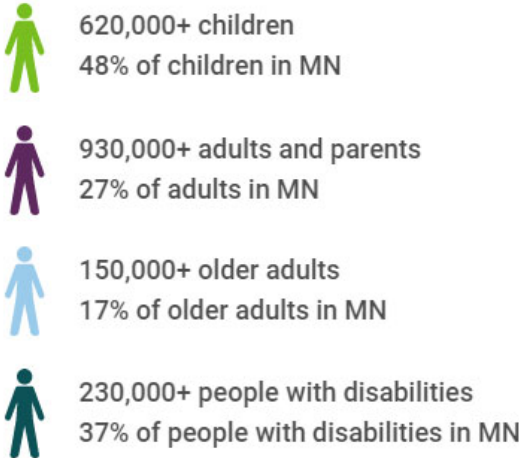 620,000+ children
48% of children in MN
930,000+ adults and parents
27% of adults in MN
150,000+ older adults
17% of older adults in MN
230,000+ people with disabilities
37% of people with disabilities in MN